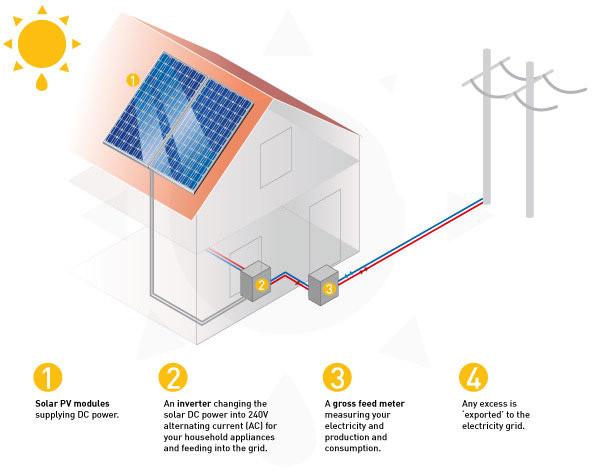 1
2
3
1
Solar PV modules
supplying DC power.
2
An inverter changing the
solar DC power into 240V
alternating current (AC) for
your household appliances
and feeding into the grid.
3
A gross feed meter
measuring your
electricity and
production and
consumption.
4
Any excess is
‘exported’ to the
electricity grid.